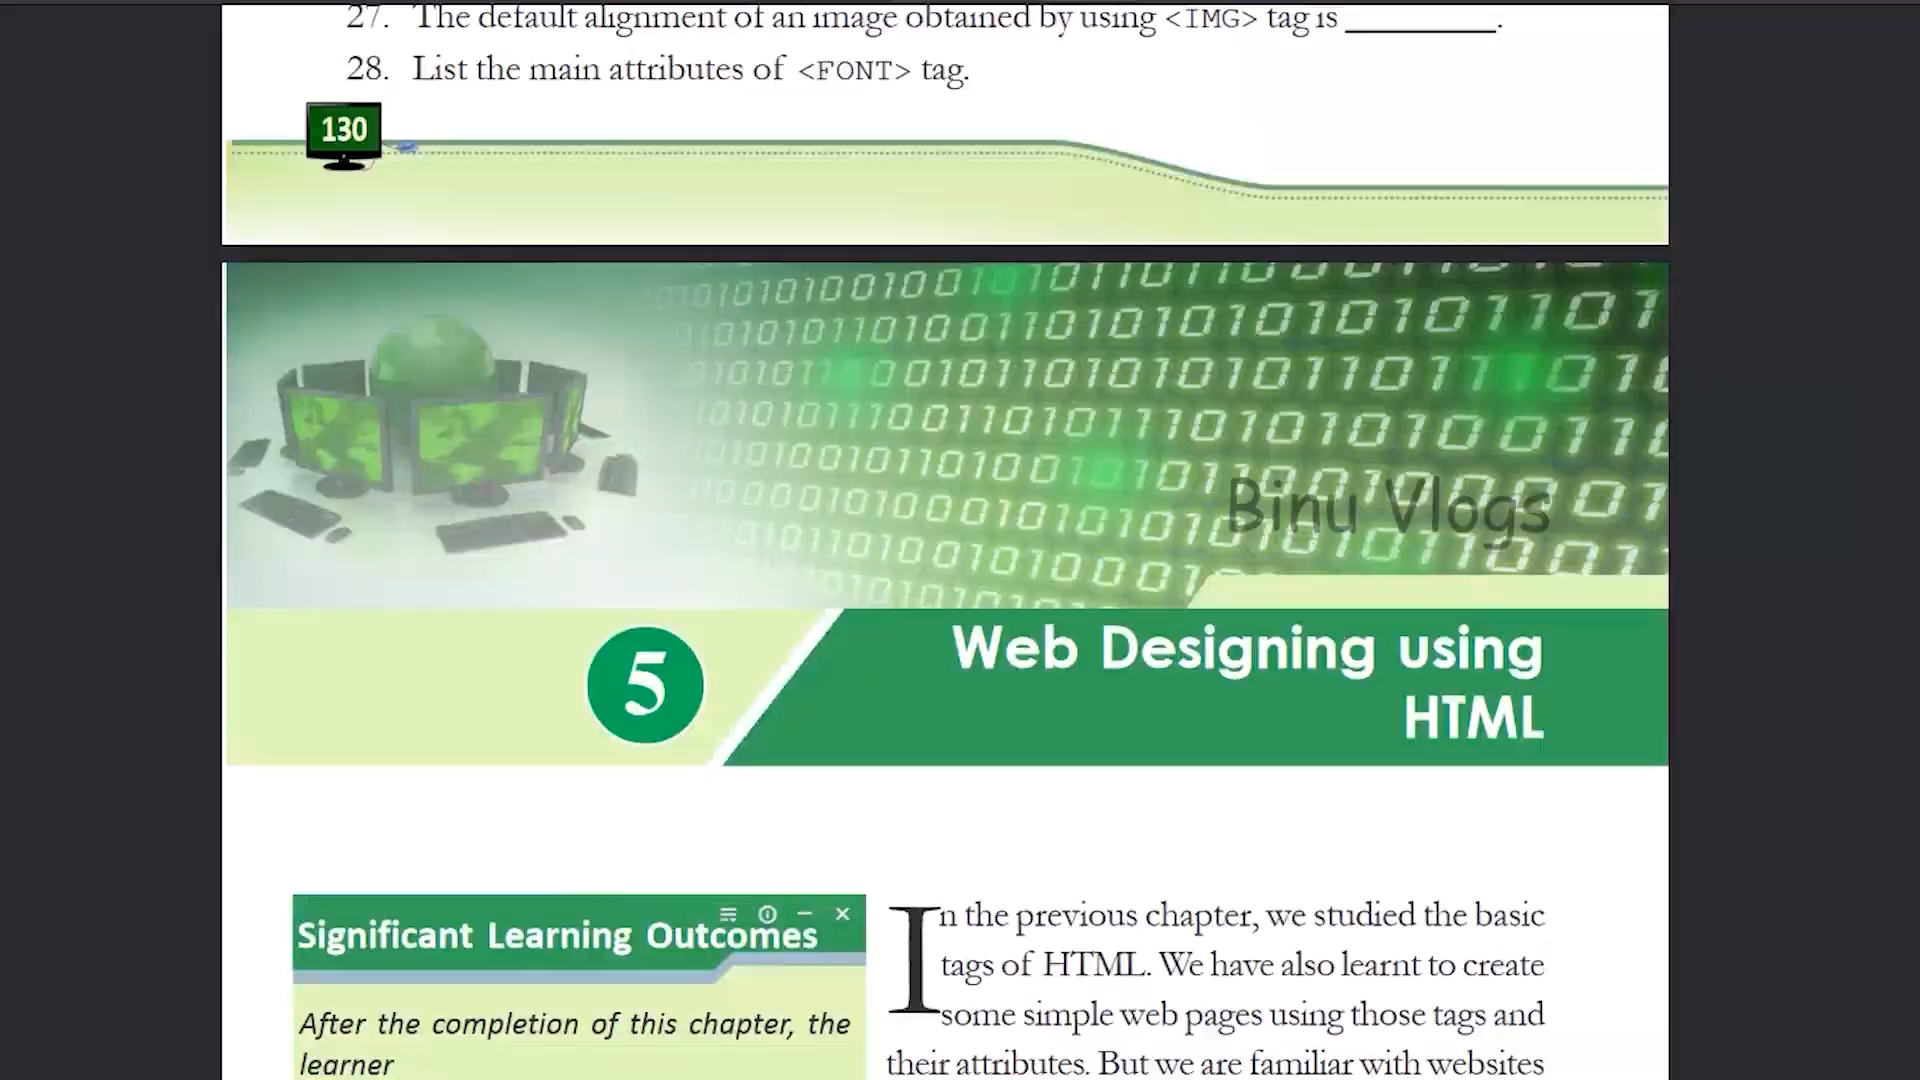 27. The default alignment of an image obtained by using <IMG> tag is __________.
28. List the main attributes of <FONT> tag.
130
Binu Vlogs
5
Web Designing using
HTML
Significant Learning Outcomes
After the completion of this chapter, the
learner
In the previous chapter, we studied the basic
tags of HTML. We have also learnt to create
some simple web pages using those tags and
their attributes. But we are familiar with websites